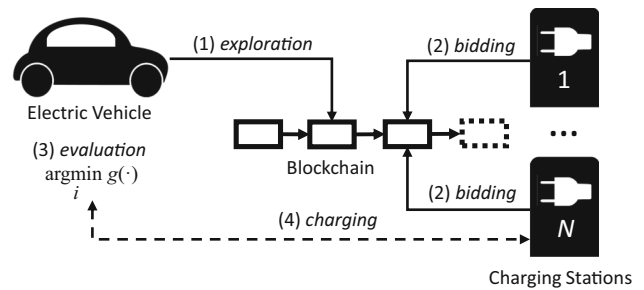 (1) exploration
(2) bidding
1
Electric Vehicle
(3) evaluation
argmin g(·)
i
Blockchain
...
(2) bidding
(4) charging
N
Charging Stations